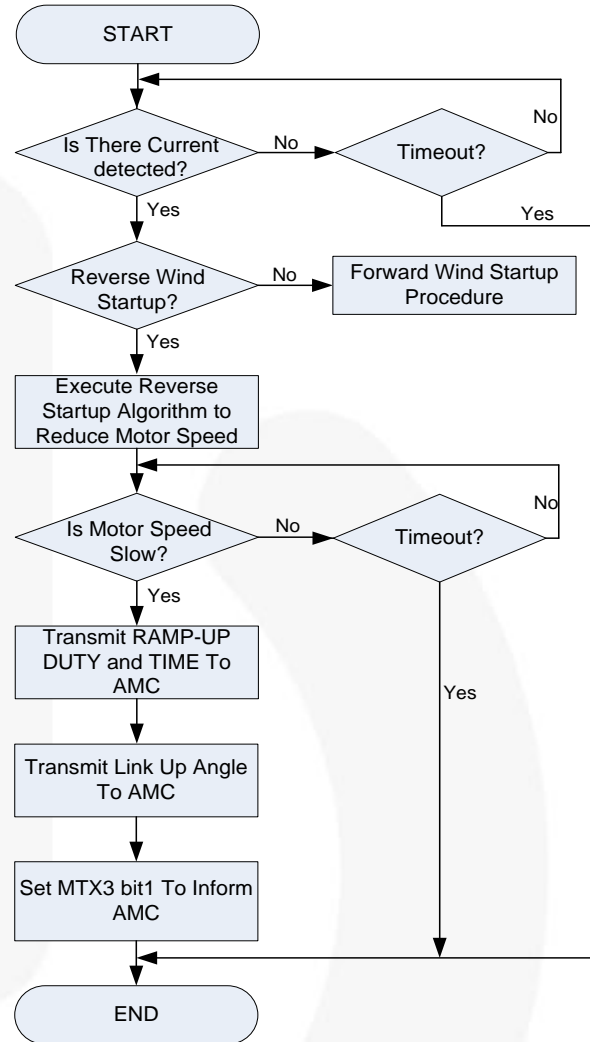 START
Is There Current
detected?
No
Timeout?
No
Yes
Yes
Reverse Wind
Startup?
No
Forward Wind Startup
Procedure
Yes
Execute Reverse
Startup Algorithm to
Reduce Motor Speed
Is Motor Speed
Slow?
No
Timeout?
No
Yes
Transmit RAMP-UP
DUTY and TIME To
AMC
Yes
Transmit Link Up Angle
To AMC
Set MTX3 bit1 To Inform
AMC
END